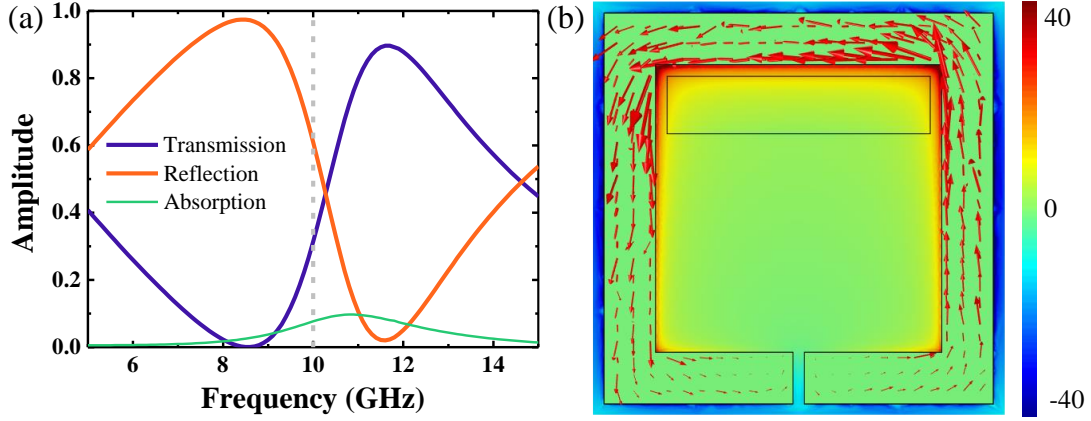 (a)
1.0
0.8
0.6
0.4
0.2
0.0
Amplitude
Transmission
Reflection
Absorption
6 8 10 12 14
Frequency (GHz)
(b)
40
0
-40